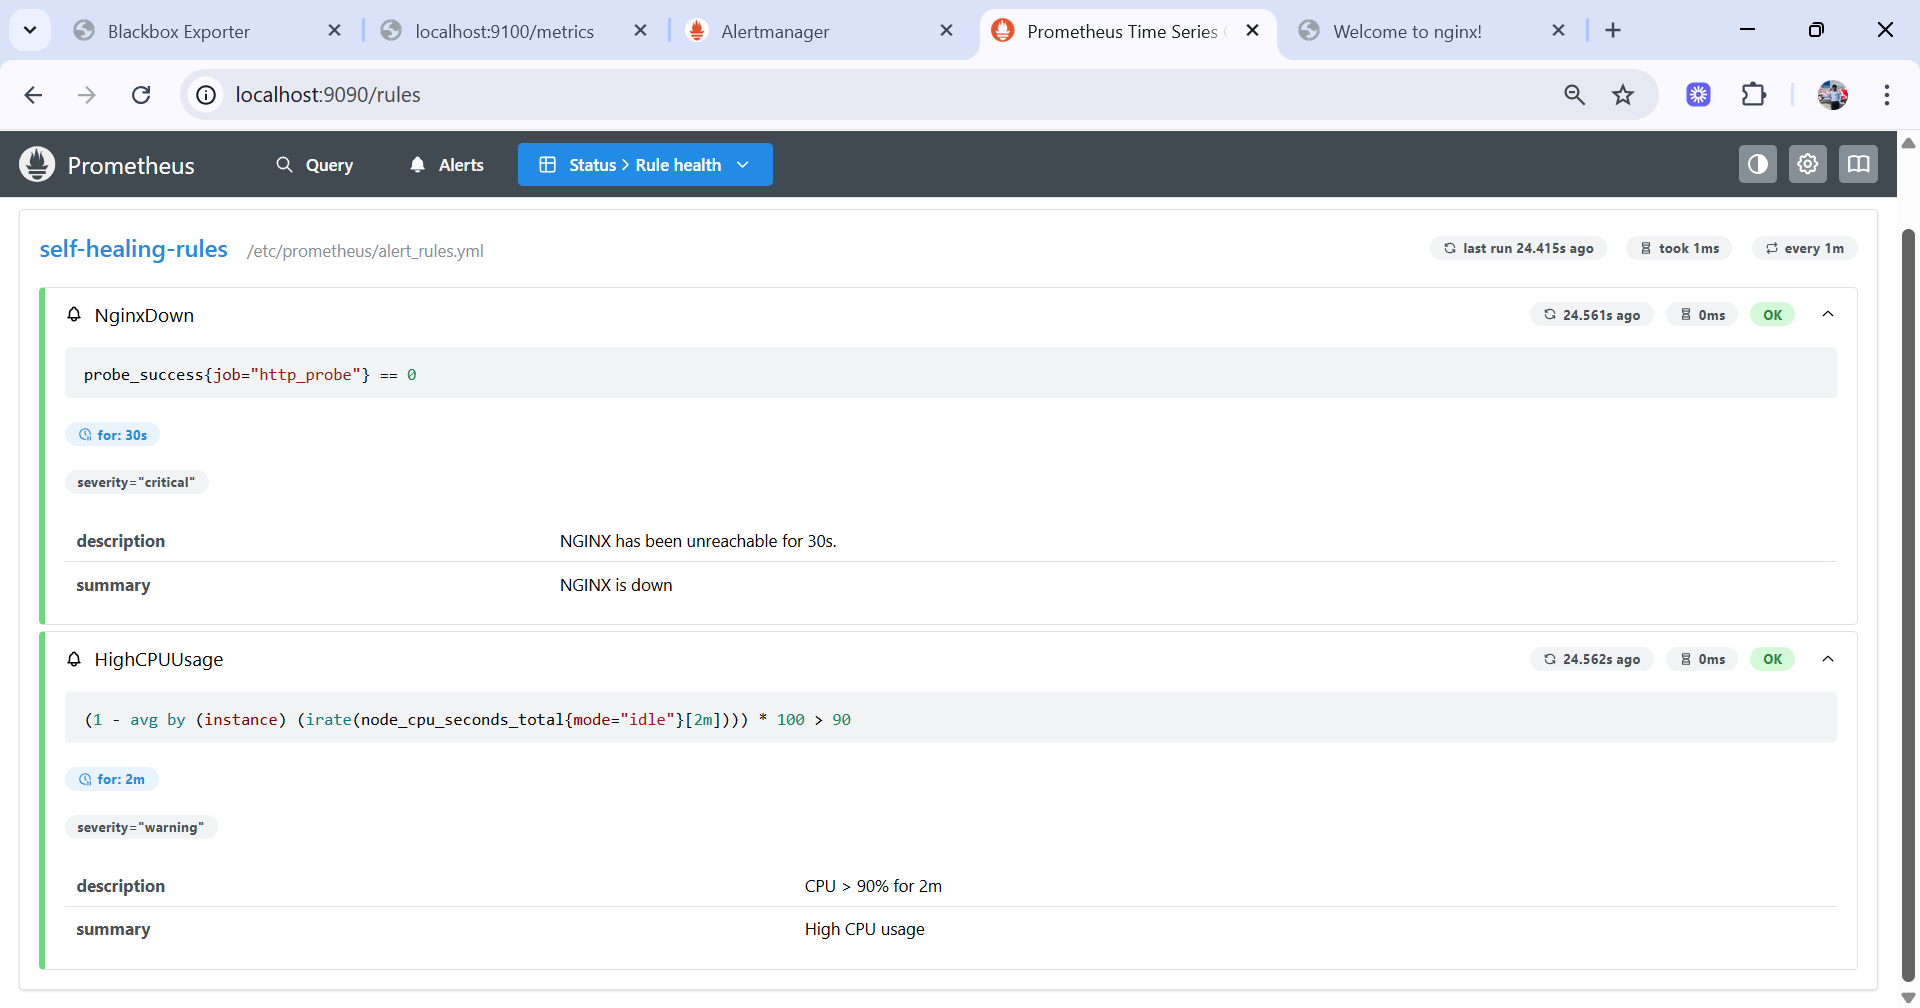 Blackbox Exporter
localhost:9100/metrics
Alertmanager
Prometheus Time Series
Welcome to nginx!
localhost:9090/rules
Prometheus
Query
Alerts
Status > Rule health
self-healing-rules /etc/prometheus/alert_rules.yml
last run 24.415s ago
took 1ms
every 1m
NginxDown
24.561s ago
0ms
OK
probe_success{job="http_probe"} == 0
for: 30s
severity="critical"
description NGINX has been unreachable for 30s.
summary NGINX is down
HighCPUUsage
24.562s ago
0ms
OK
(1 - avg by (instance) (irate(node_cpu_seconds_total{mode="idle"}[2m]))) * 100 > 90
for: 2m
severity="warning"
description CPU > 90% for 2m
summary High CPU usage